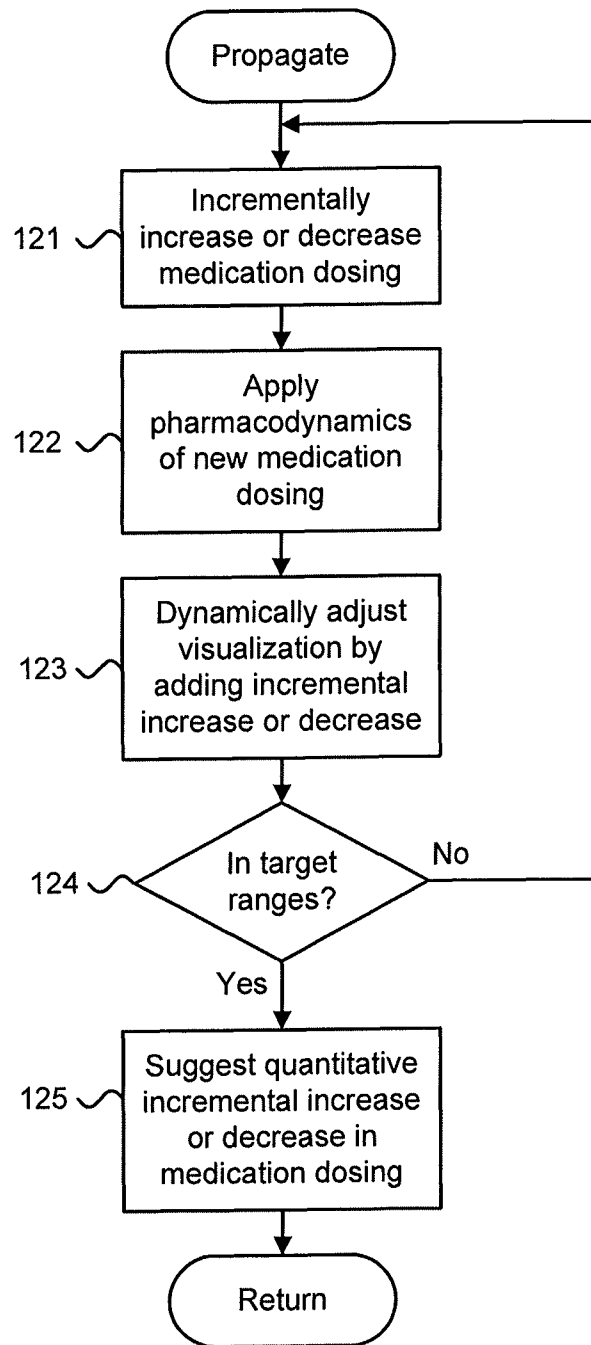 Propagate
121
Incrementally
increase or decrease
medication dosing
122
Apply
pharmacodynamics
of new medication
dosing
123
Dynamically adjust
visualization by
adding incremental
increase or decrease
124
In target
ranges?
No
Yes
125
Suggest quantitative
incremental increase
or decrease in
medication dosing
Return